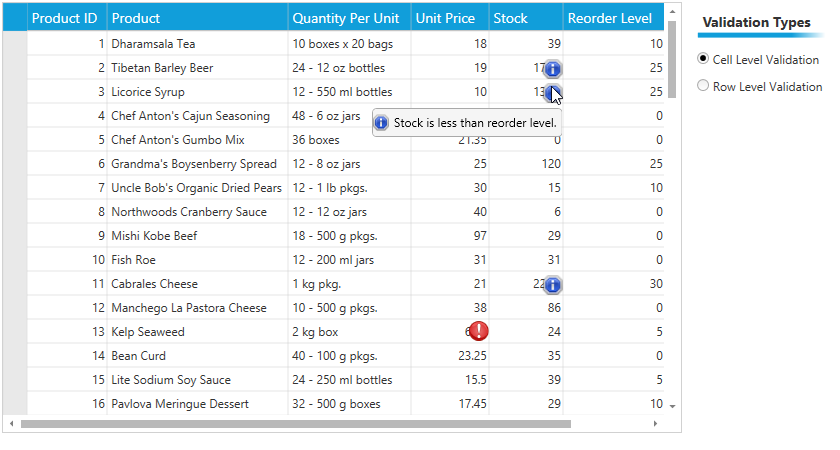 Product ID Product Quantity Per Unit Unit Price Stock Reorder Level
1 Dharamsala Tea 10 boxes x 20 bags 18 39 10
2 Tibetan Barley Beer 24 - 12 oz bottles 19 25
3 Licorice Syrup 12 - 550 ml bottles 10 25
4 Chef Anton's Cajun Seasoning 48 - 6 oz jars 0
Stock is less than reorder level.
5 Chef Anton's Gumbo Mix 36 boxes 21.35 0 0
6 Grandma's Boysenberry Spread 12 - 8 oz jars 25 120 25
7 Uncle Bob's Organic Dried Pears 12 - 1 lb pkgs. 30 15 10
8 Northwoods Cranberry Sauce 12 - 12 oz jars 40 6 0
9 Mishi Kobe Beef 18 - 500 g pkgs. 97 29 0
10 Fish Roe 12 - 200 ml jars 31 31 0
11 Cabrales Cheese 1 kg pkg. 21 30
12 Manchego La Pastora Cheese 10 - 500 g pkgs. 38 86 0
13 Kelp Seaweed 2 kg box 24 5
14 Bean Curd 40 - 100 g pkgs. 23.25 35 0
15 Lite Sodium Soy Sauce 24 - 250 ml bottles 15.5 39 5
16 Pavlova Meringue Dessert 32 - 500 g boxes 17.45 29 10
Validation Types
Cell Level Validation
Row Level Validation